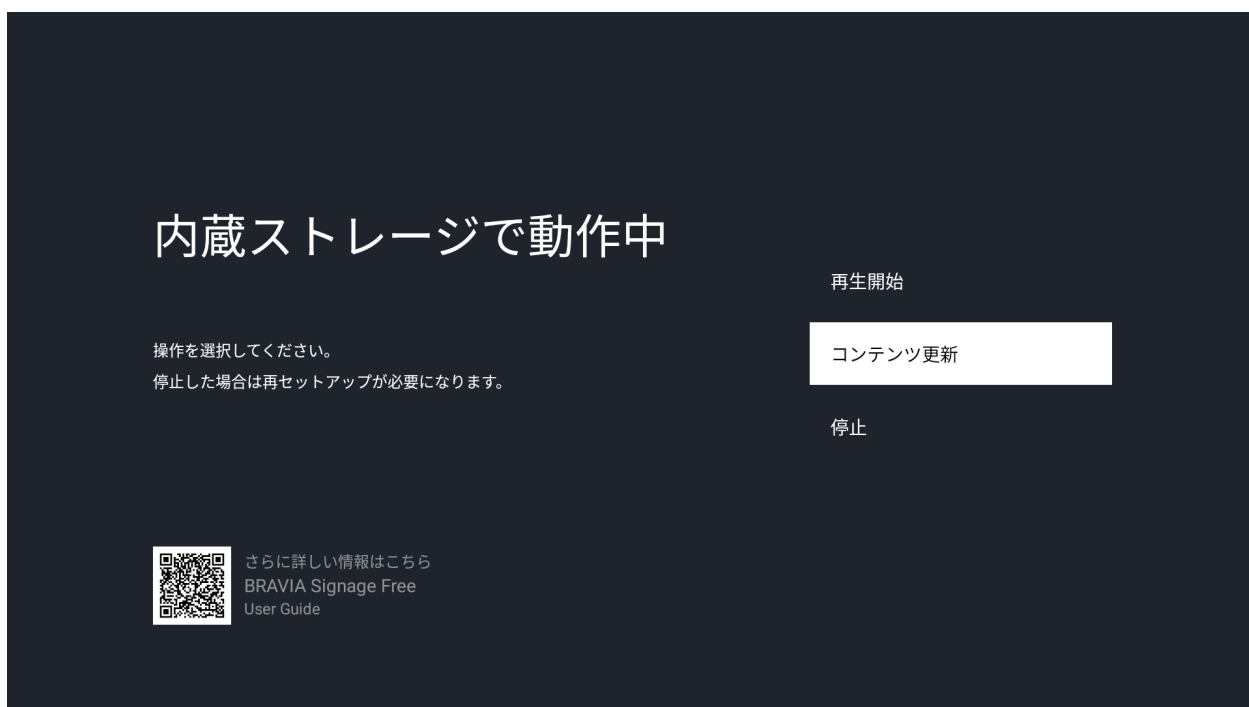 内蔵ストレージで動作中
操作を選択してください。
停止した場合は再セットアップが必要になります。
再生開始
コンテンツ更新
停止
さらに詳しい情報はこちら
BRAVIA Signage Free
User Guide